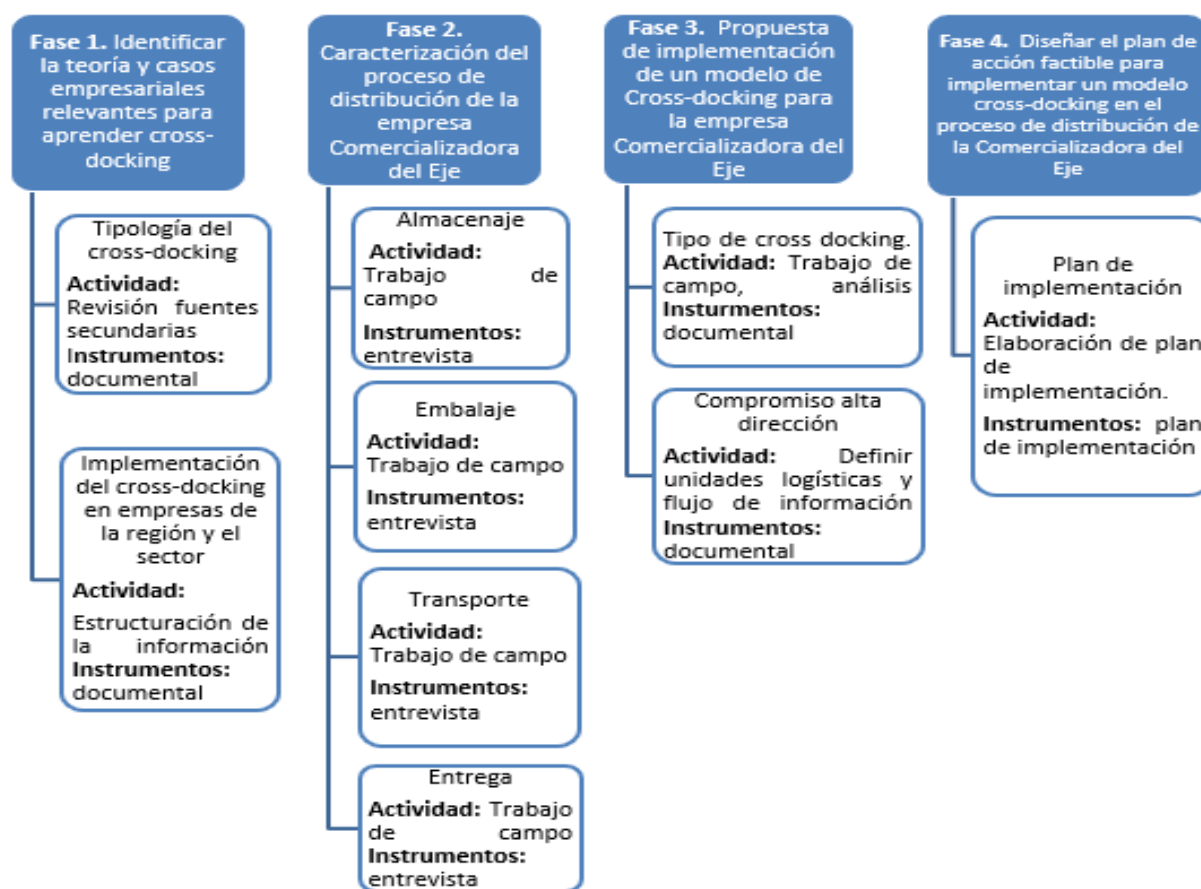 Fase 1. Identificar
la teoría y casos
empresariales
relevantes para
aprender cross-
docking
Tipología del
cross-docking
Actividad:
Revisión fuentes
secundarias
Instrumentos:
documental
Implementación
del cross-docking
en empresas de
la región y el
sector
Actividad:
Estructuración de
la información
Instrumentos:
documental
Fase 2.
Caracterización del
proceso de
distribución de la
empresa
Comercializadora
del Eje
Almacenaje
Actividad:
Trabajo de
campo
Instrumentos:
entrevista
Embalaje
Actividad:
Trabajo de campo
Instrumentos:
entrevista
Transporte
Actividad:
Trabajo de campo
Instrumentos:
entrevista
Entrega
Actividad: Trabajo
de campo
Instrumentos:
entrevista
Fase 3. Propuesta
de implementación
de un modelo de
Cross-docking para
la empresa
Comercializadora del
Eje
Tipo de cross docking.
Actividad: Trabajo de
campo, análisis
Insturmentos:
documental
Compromiso alta
dirección
Actividad: Definir
unidades logísticas y
flujo de información
Instrumentos:
documental
Fase 4. Diseñar el plan de
acción factible para
implementar un modelo
cross-docking en el
proceso de distribución de
la Comercializadora del
Eje
Plan de
implementación
Actividad:
Elaboración de plan
de
implementación.
Instrumentos: plan
de implementación